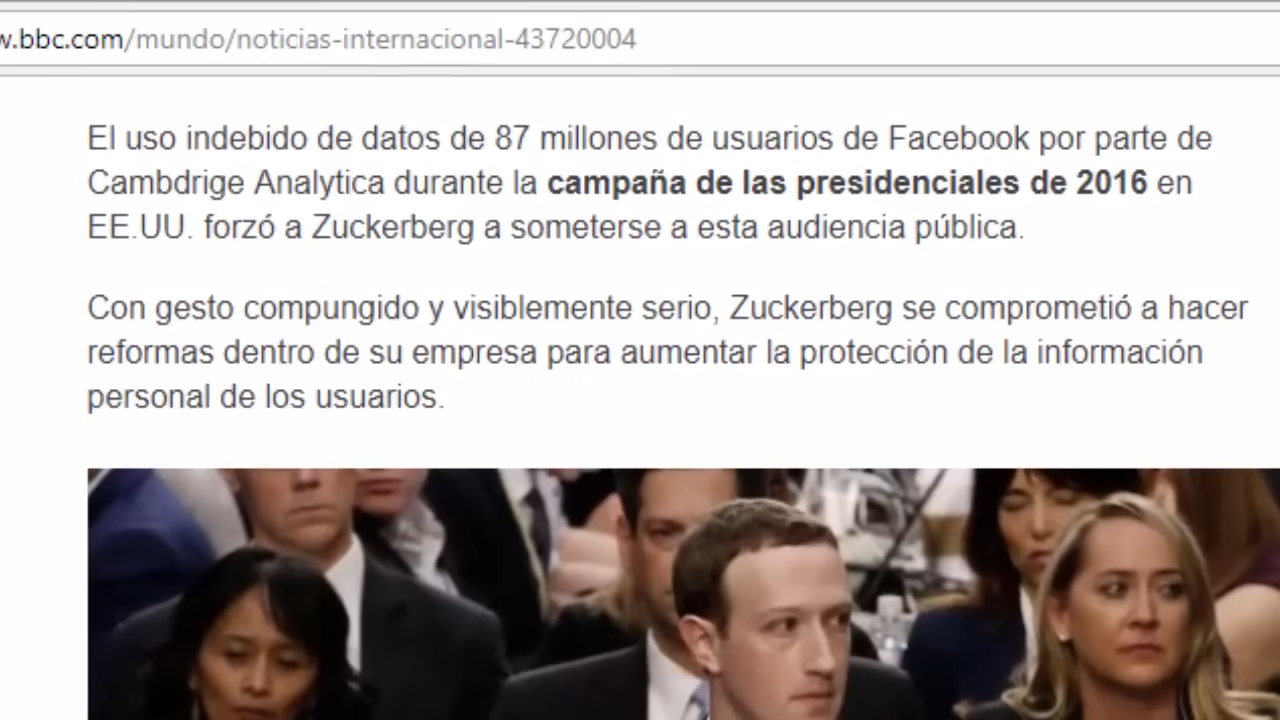 w.bbc.com/mundo/noticias-internacional-43720004
El uso indebido de datos de 87 millones de usuarios de Facebook por parte de
Cambdrige Analytica durante la campaña de las presidenciales de 2016 en
EE.UU. forzó a Zuckerberg a someterse a esta audiencia pública.
Con gesto compungido y visiblemente serio, Zuckerberg se comprometió a hacer
reformas dentro de su empresa para aumentar la protección de la información
personal de los usuarios.